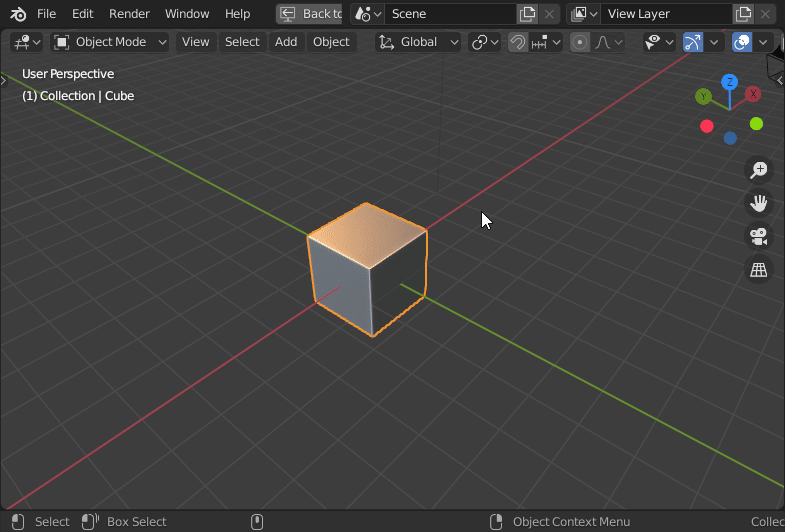 File Edit Render Window Help Back to Scene View Layer
Object Mode View Select Add Object Global
User Perspective
(1) Collection | Cube
Z
Y X
Select Box Select Object Context Menu Collec